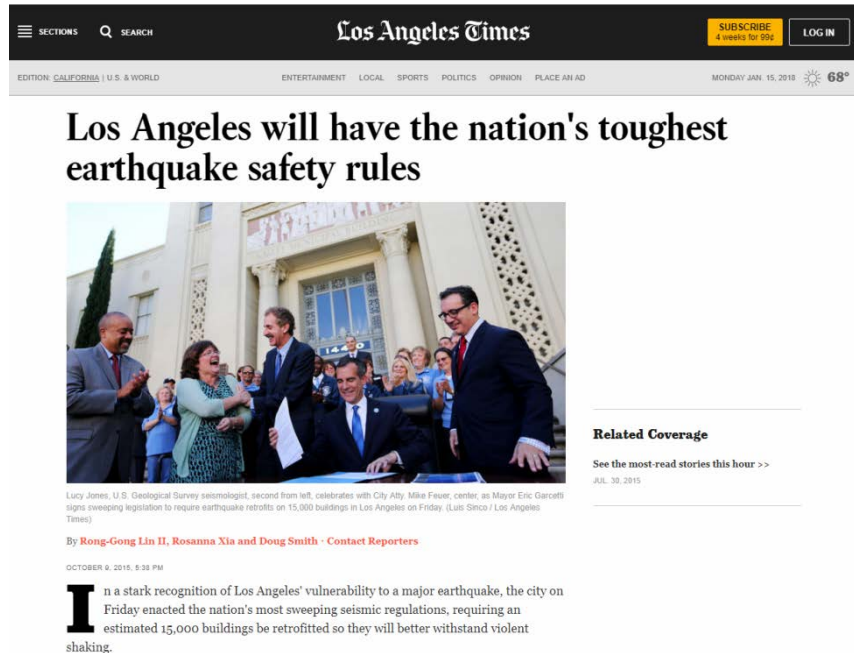 SECTIONS
SEARCH
Los Angeles Times
SUBSCRIBE
4 weeks for 99¢
LOG IN
EDITION: CALIFORNIA | U.S. & WORLD
ENTERTAINMENT LOCAL SPORTS POLITICS OPINION PLACE AN AD
MONDAY JAN. 15, 2018
68°
Los Angeles will have the nation's toughest
earthquake safety rules
14410
Lucy Jones, U.S. Geological Survey seismologist, second from left, celebrates with City Atty. Mike Feuer, center, as Mayor Eric Garcetti
signs sweeping legislation to require earthquake retrofits on 15,000 buildings in Los Angeles on Friday. (Luis Sinco / Los Angeles
Times)
By Rong-Gong Lin II, Rosanna Xia and Doug Smith · Contact Reporters
OCTOBER 9, 2015, 5:38 PM
In a stark recognition of Los Angeles' vulnerability to a major earthquake, the city on
Friday enacted the nation's most sweeping seismic regulations, requiring an
estimated 15,000 buildings be retrofitted so they will better withstand violent
shaking.
Related Coverage
See the most-read stories this hour >>
JUL. 30, 2015